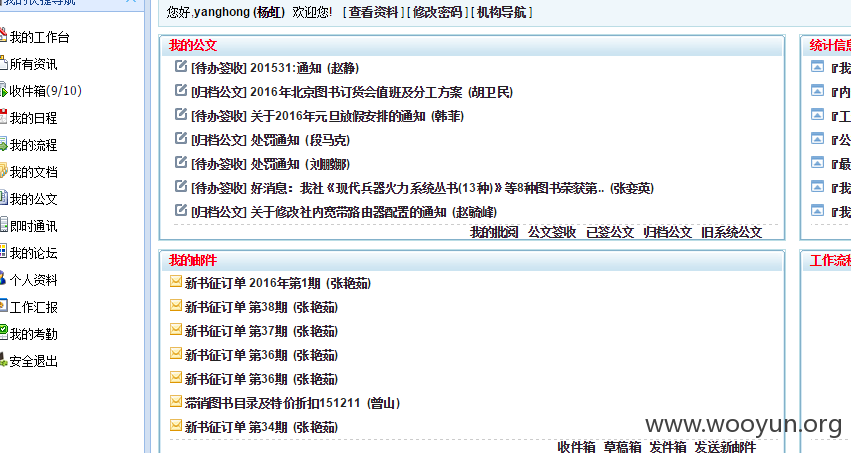 我的快捷导航
我的工作台
所有资讯
收件箱(9/10)
我的日程
我的流程
我的文档
我的公文
即时通讯
我的论坛
个人资料
工作汇报
我的考勤
安全退出
您好,yanghong (杨虹) 欢迎您! [查看资料][修改密码][机构导航]
我的公文
[待办签收] 201531:通知 (赵静)
[归档公文] 2016年北京图书订货会值班及分工方案 (胡卫民)
[待办签收] 关于2016年元旦放假安排的通知 (韩菲)
[归档公文] 处罚通知 (段马克)
[待办签收] 处罚通知 (刘鹏娜)
[待办签收] 好消息：我社《现代兵器火力系统丛书(13种)》等8种图书荣获第.. (张娈英)
[归档公文] 关于修改社内宽带路由器配置的通知 (赵毓峰)
我的批阅 公文签收 已签公文 归档公文 旧系统公文
我的邮件
新书征订单 2016年第1期 (张艳茹)
新书征订单 第38期 (张艳茹)
新书征订单 第37期 (张艳茹)
新书征订单 第36期 (张艳茹)
新书征订单 第36期 (张艳茹)
滞销图书目录及特价折扣151211 (曾山)
新书征订单 第34期 (张艳茹)
收件箱 草稿箱 发件箱 发送新邮件
统计信息
『我
『内
『工
『公
『最
『我
『我
工作流程
www.wooyun.org